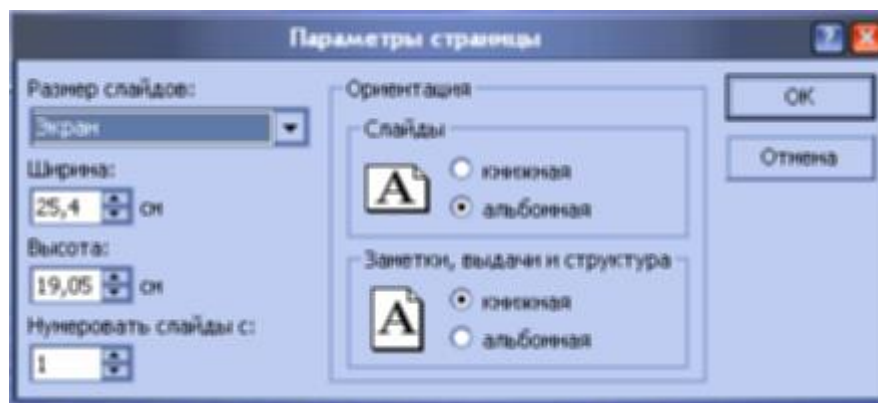 Параметры страницы
Размер слайдов:
Экран
Ширина:
25,4 см
Высота:
19,05 см
Нумеровать слайды с:
1
Ориентация
Слайды
A
книжная
альбомная
Заметки, выдачи и структура
A
книжная
альбомная
?
X
ОК
Отмена